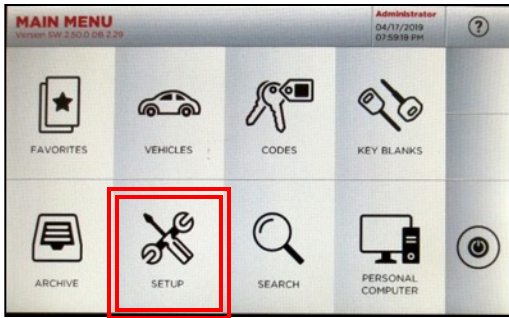 MAIN MENU
Version SW 2.50.0 DB 2.29
Administrator
04/17/2019
07:59:19 PM
?
FAVORITES
VEHICLES
CODES
KEY BLANKS
ARCHIVE
SETUP
SEARCH
PERSONAL
COMPUTER